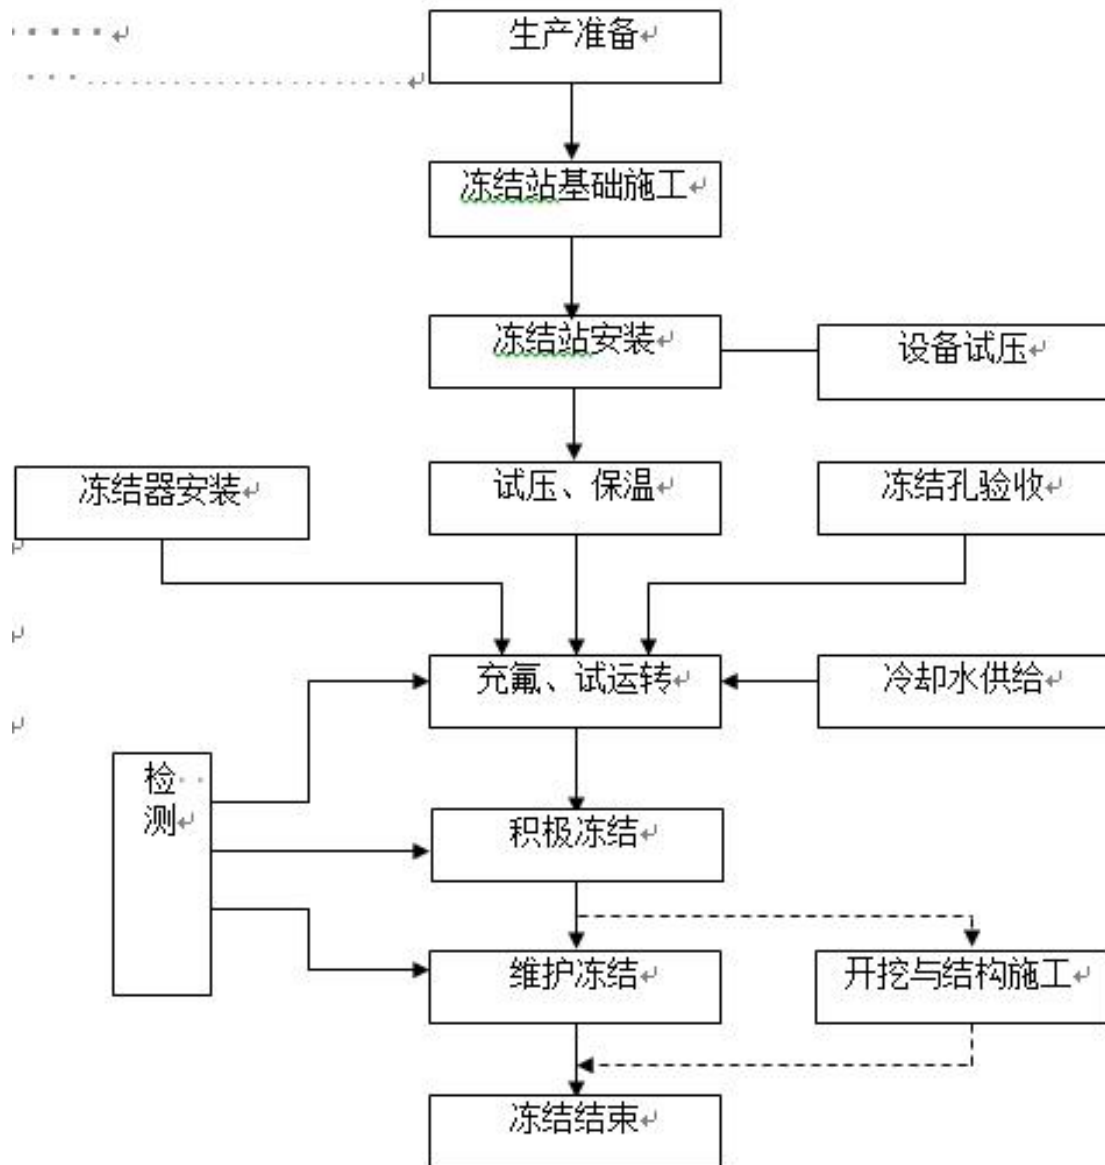 生产准备
冻结站基础施工
冻结站安装
设备试压
冻结器安装
试压、保温
冻结孔验收
充氟、试运转
冷却水供给
检
测
积极冻结
维护冻结
开挖与结构施工
冻结结束